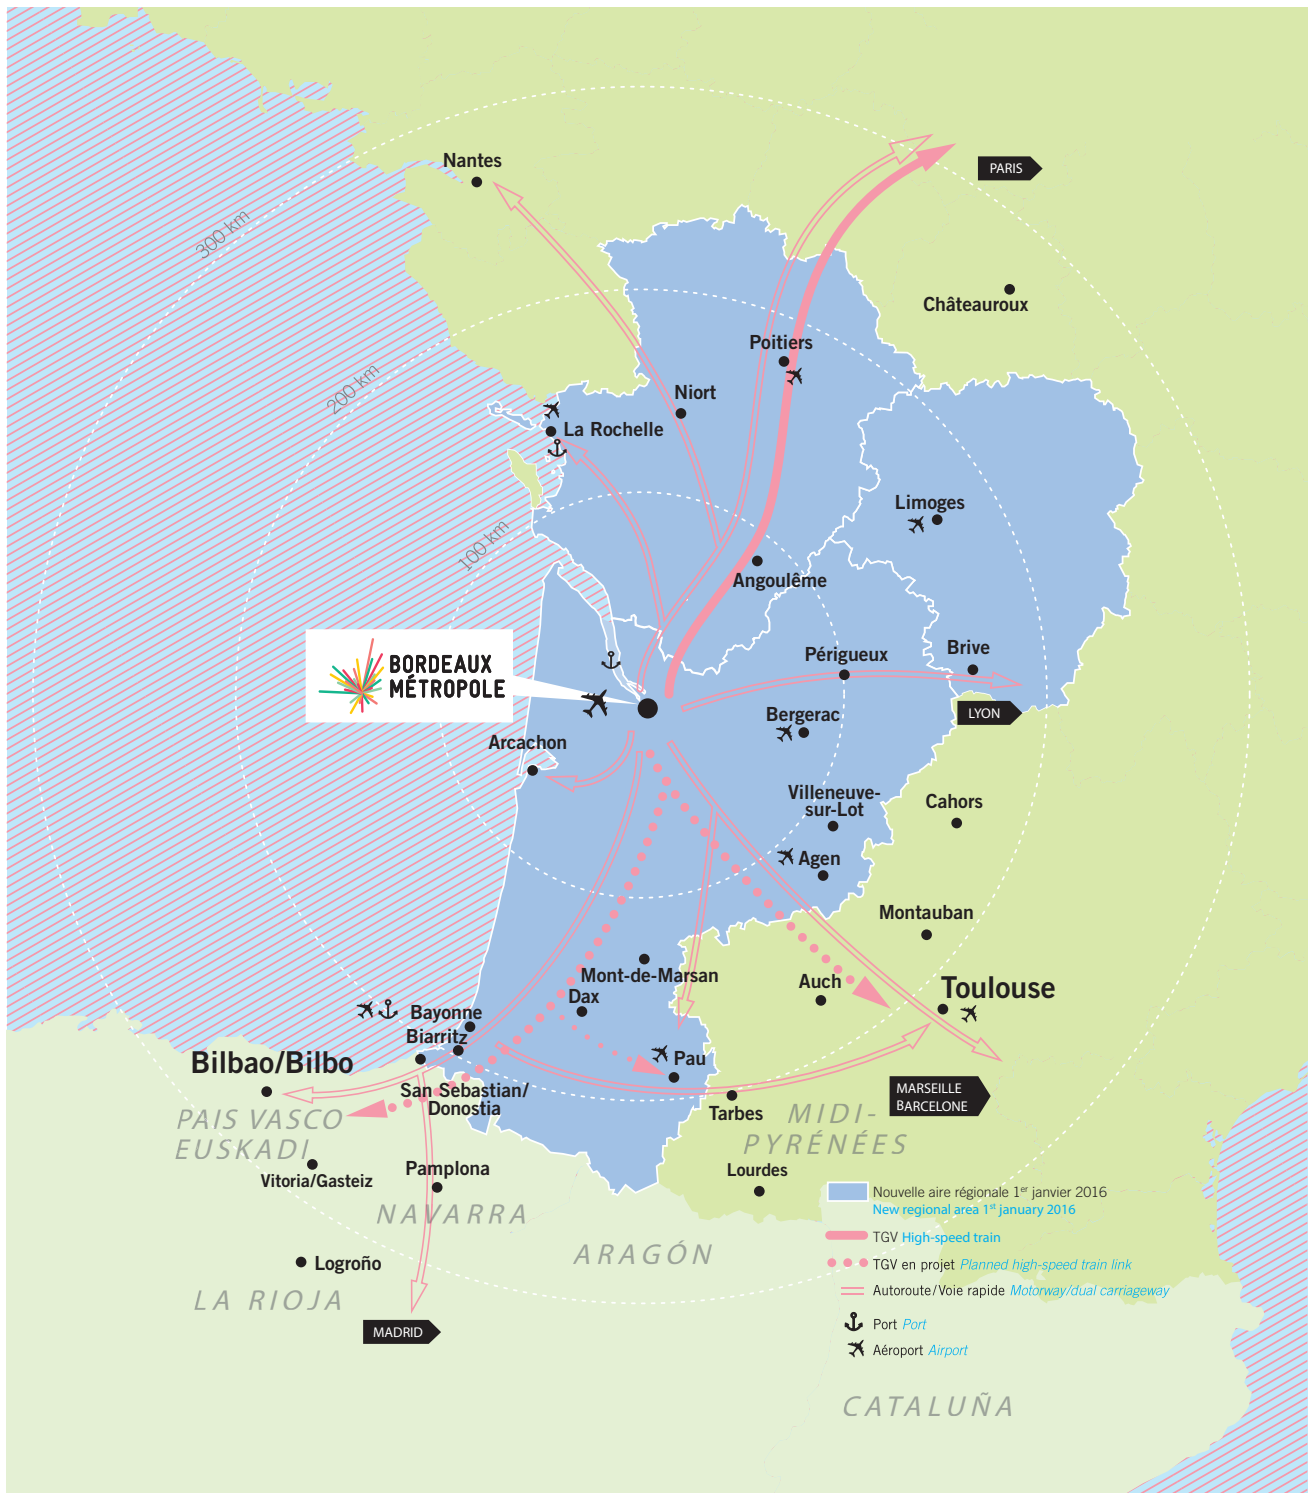 Nantes
PARIS
300 km
Châteauroux
Poitiers
200 km
Niort
La Rochelle
Limoges
100 km
Angoulême
BORDEAUX
MÉTROPOLE
Périgueux
Brive
LYON
Bergerac
Arcachon
Villeneuve-
sur-Lot
Cahors
Agen
Montauban
Mont-de-Marsan
Auch
Toulouse
Dax
Bayonne
Biarritz
Pau
Bilbao/Bilbo
San Sebastian/
Donostia
MARSEILLE
BARCELONE
Tarbes
MIDI-
PYRÉNÉES
PAIS VASCO
EUSKADI
Vitoria/Gasteiz
Pamplona
Lourdes
NAVARRA
Nouvelle aire régionale 1er janvier 2016
New regional area 1st january 2016
TGV High-speed train
ARAGÓN
TGV en projet Planned high-speed train link
Logroño
Autoroute/Voie rapide Motorway/dual carriageway
LA RIOJA
Port Port
MADRID
Aéroport Airport
CATALUÑA